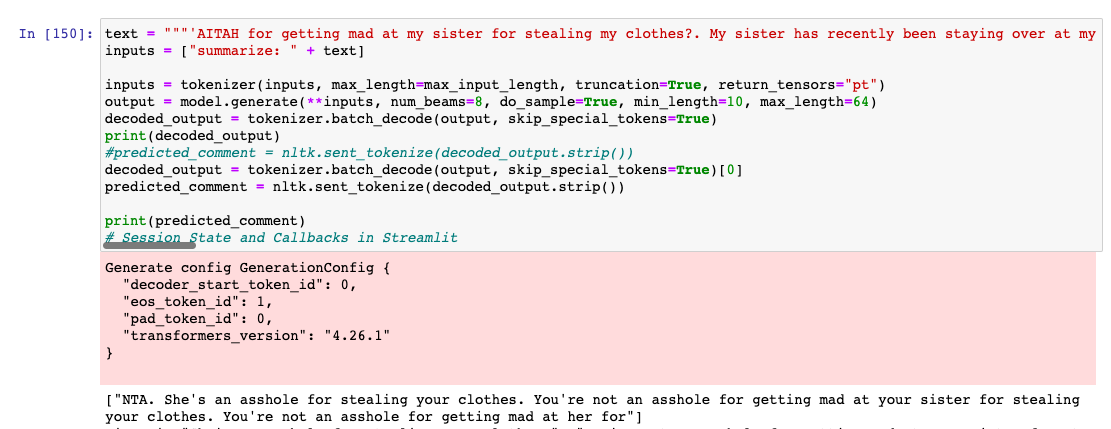 In [150]: text = """'AITAH for getting mad at my sister for stealing my clothes?. My sister has recently been staying over at my
inputs = ["summarize: " + text]
inputs = tokenizer(inputs, max_length=max_input_length, truncation=True, return_tensors="pt")
output = model.generate(**inputs, num_beams=8, do_sample=True, min_length=10, max_length=64)
decoded_output = tokenizer.batch_decode(output, skip_special_tokens=True)
print(decoded_output)
#predicted_comment = nltk.sent_tokenize(decoded_output.strip())
decoded_output = tokenizer.batch_decode(output, skip_special_tokens=True)[0]
predicted_comment = nltk.sent_tokenize(decoded_output.strip())
print(predicted_comment)
# Session State and Callbacks in Streamlit
Generate config GenerationConfig {
"decoder_start_token_id": 0,
"eos_token_id": 1,
"pad_token_id": 0,
"transformers_version": "4.26.1"
}
["NTA. She's an asshole for stealing your clothes. You're not an asshole for getting mad at your sister for stealing
your clothes. You're not an asshole for getting mad at her for"]